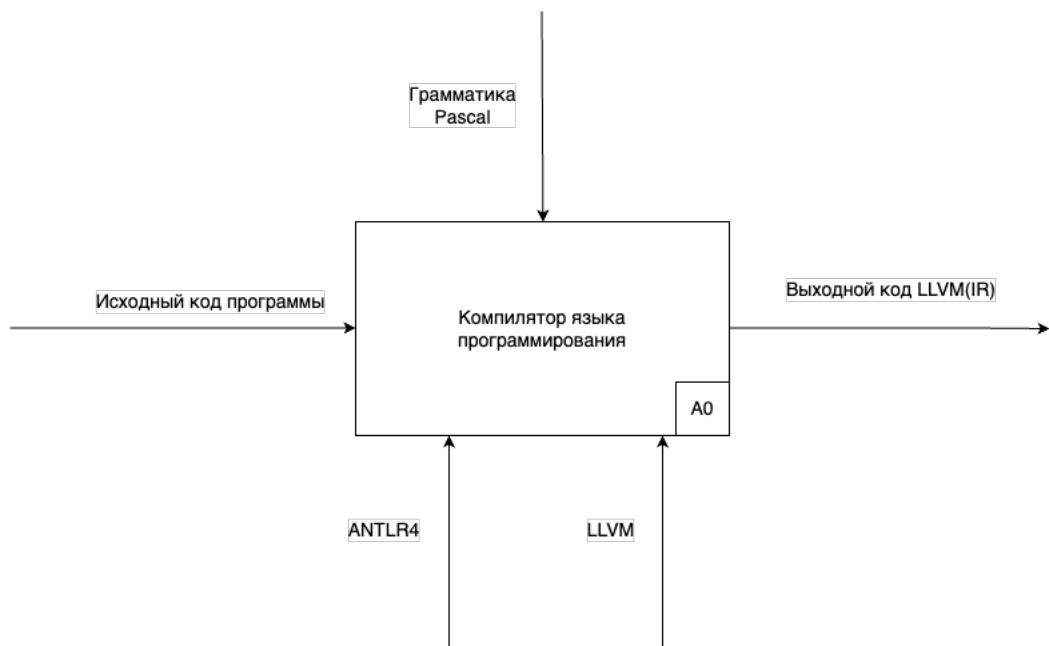 Грамматика
Pascal
Исходный код программы
Выходной код LLVM(IR)
Компилятор языка
программирования
A0
ANTLR4
LLVM